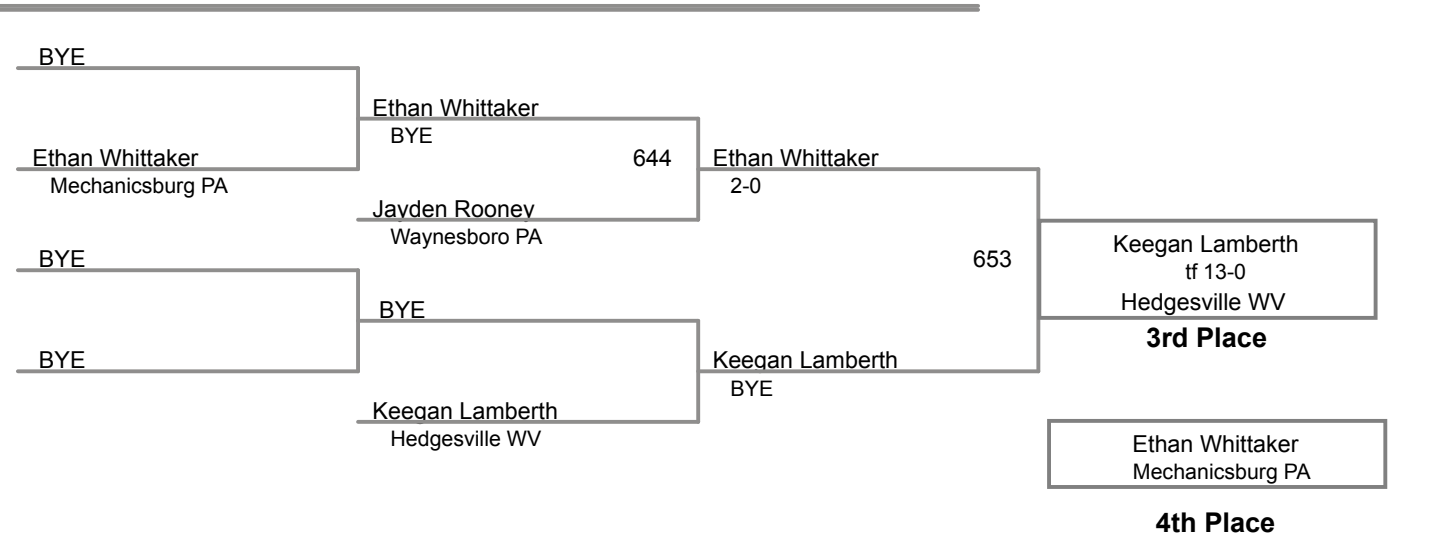 BYE
Ethan Whittaker
BYE
Ethan Whittaker
Mechanicsburg PA
644
Ethan Whittaker
2-0
Jayden Rooney
Waynesboro PA
BYE
653
Keegan Lamberth
tf 13-0
Hedgesville WV
3rd Place
BYE
BYE
Keegan Lamberth
BYE
Keegan Lamberth
Hedgesville WV
Ethan Whittaker
Mechanicsburg PA
4th Place